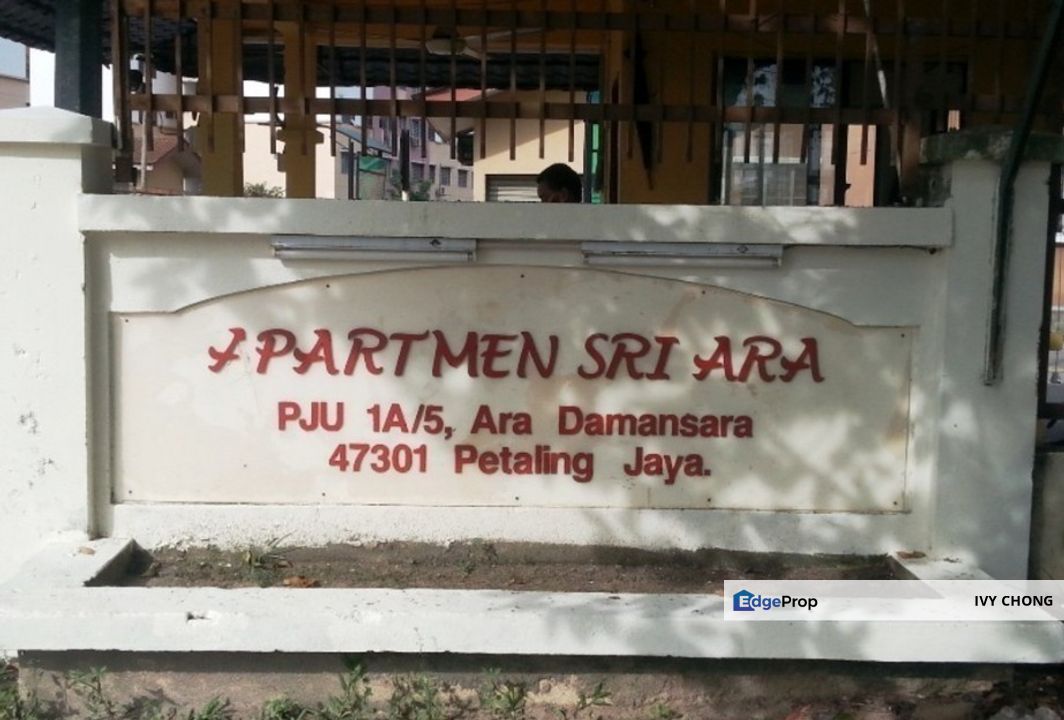 APARTMEN SRI ARA
PJU 1A/5, Ara Damansara
47301 Petaling Jaya.
EdgeProp IVY CHONG